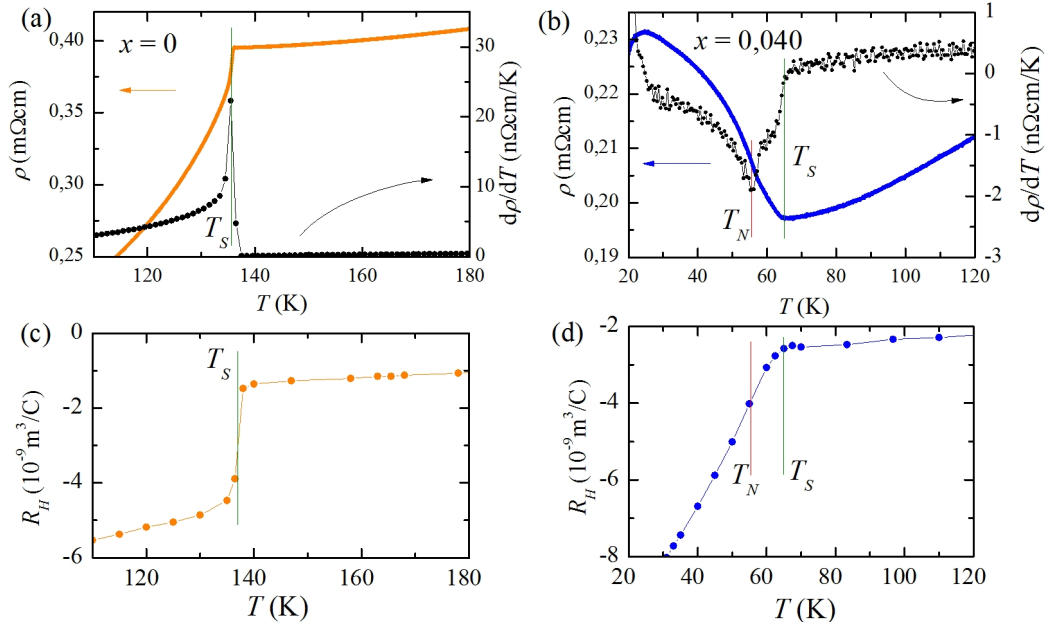 (a)
x = 0
0,40
0,35
0,30
0,25
ρ (mΩcm)
30
20
10
0
dρ/dT (nΩcm/K)
T_S
120 140 160 180
T (K)
(b)
x = 0,040
0,23
0,22
0,21
0,20
0,19
ρ (mΩcm)
1
0
-1
-2
-3
dρ/dT (nΩcm/K)
T_N
T_S
20 40 60 80 100 120
T (K)
(c)
0
-2
-4
-6
R_H (10⁻⁹m³/C)
T_S
120 140 160 180
T (K)
(d)
-2
-4
-6
-8
R_H (10⁻⁹m³/C)
T_N
T_S
20 40 60 80 100 120
T (K)